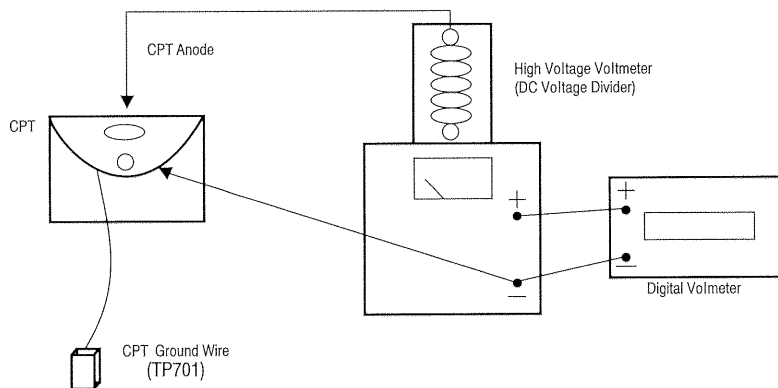 CPT Anode
High Voltage Voltmeter
(DC Voltage Divider)
CPT
+
+
—
—
Digital Volmeter
CPT Ground Wire
(TP701)